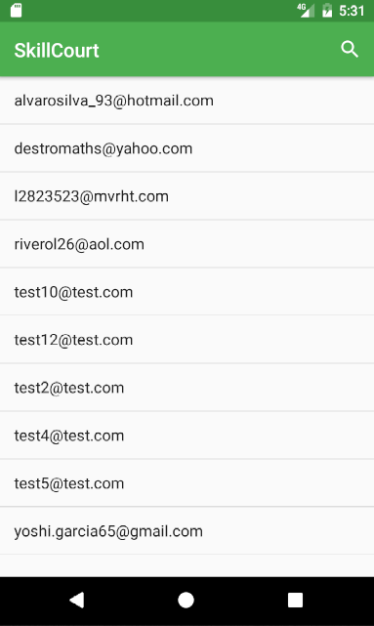 4G 5:31
SkillCourt
alvarosilva_93@hotmail.com
destromaths@yahoo.com
l2823523@mvrht.com
riverol26@aol.com
test10@test.com
test12@test.com
test2@test.com
test4@test.com
test5@test.com
yoshi.garcia65@gmail.com